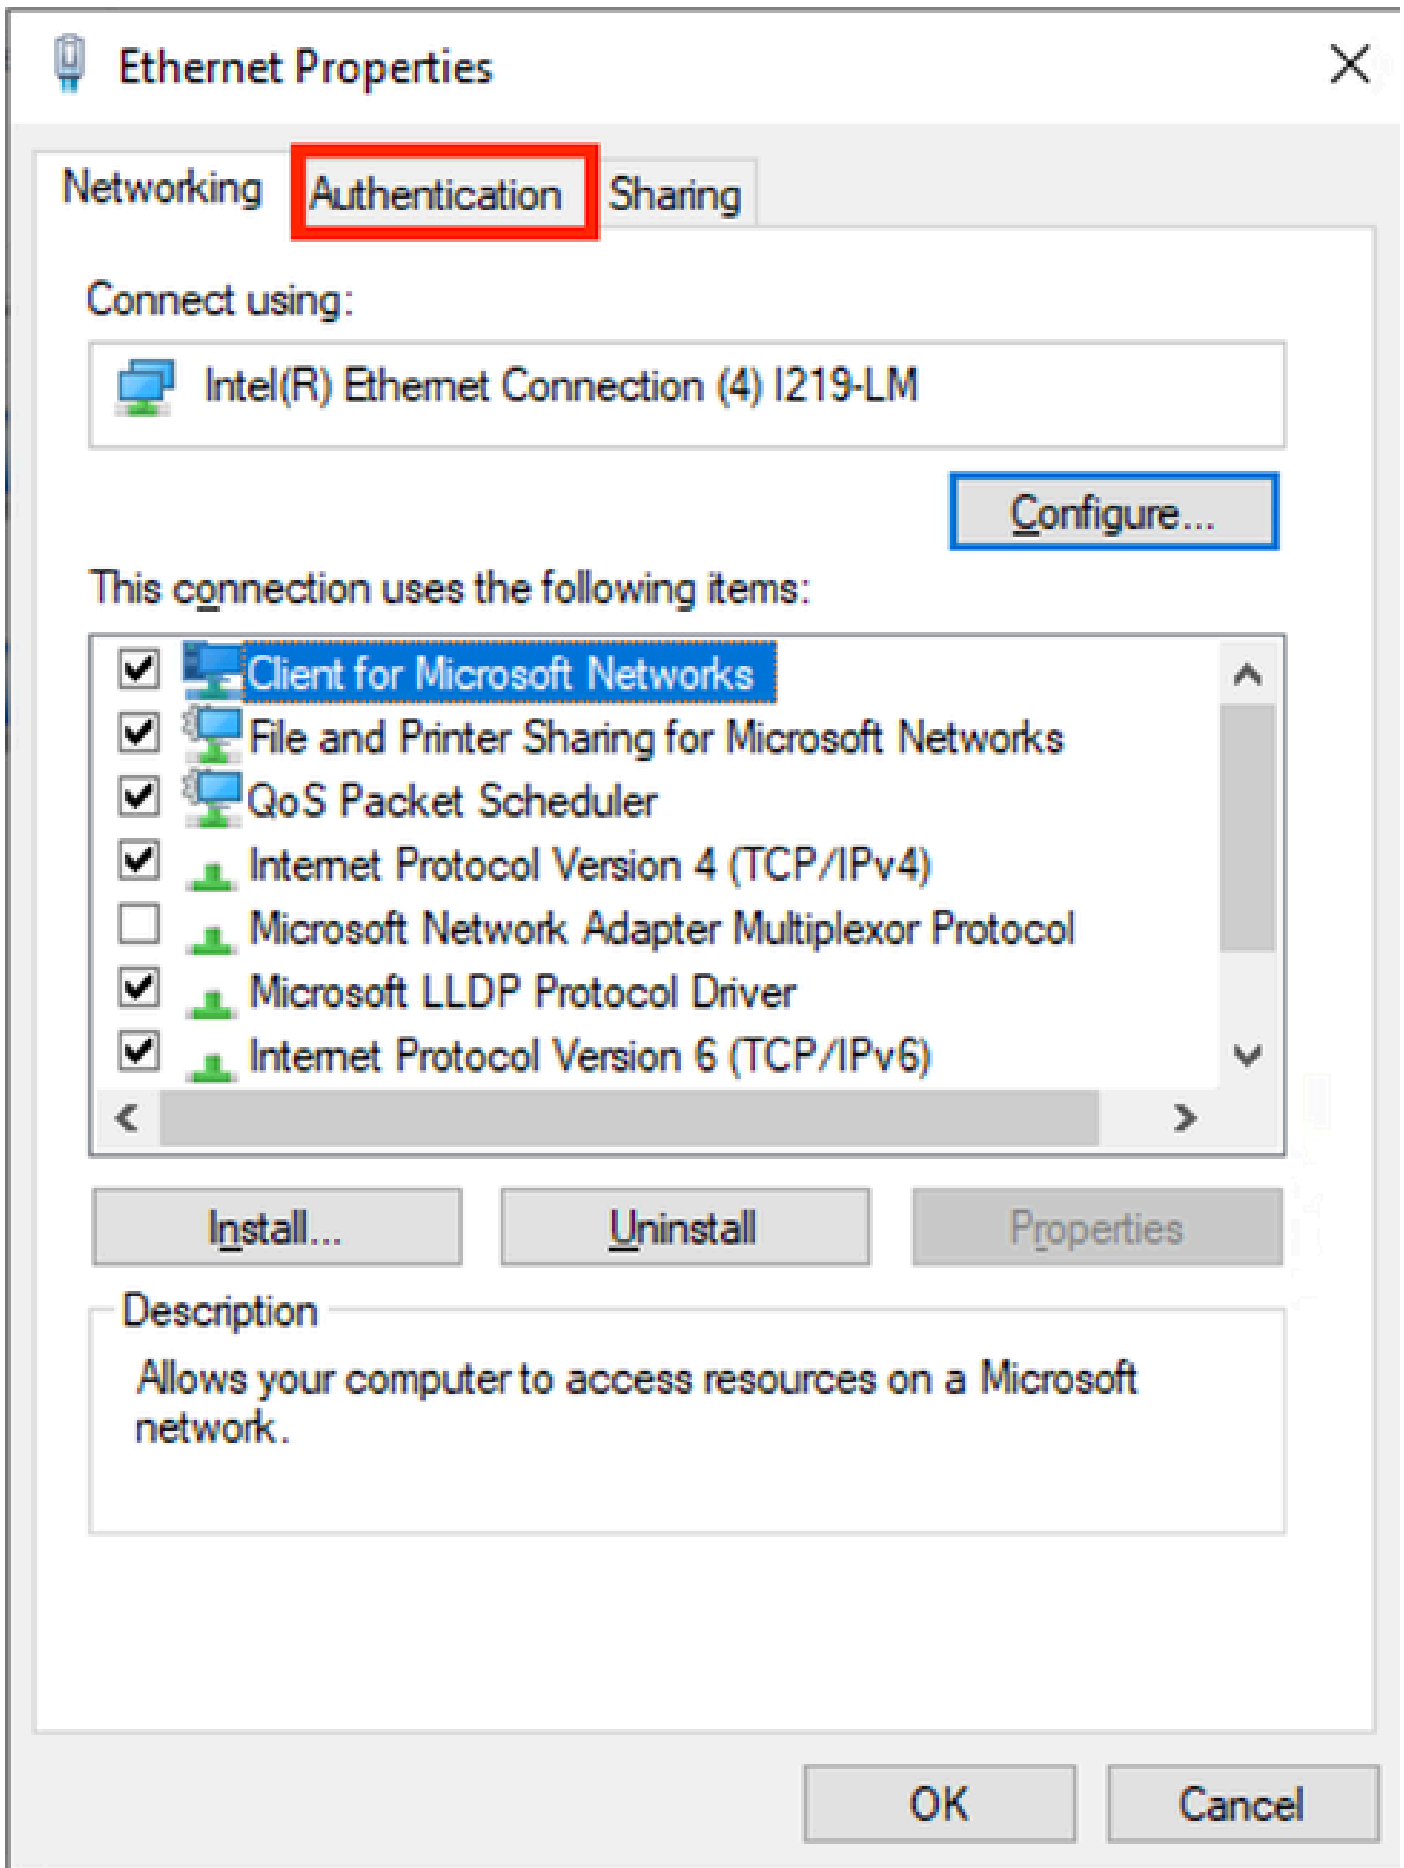 Ethernet Properties
Networking
Authentication
Sharing
Connect using:
Intel(R) Ethernet Connection (4) I219-LM
Configure...
This connection uses the following items:
Client for Microsoft Networks
File and Printer Sharing for Microsoft Networks
QoS Packet Scheduler
Internet Protocol Version 4 (TCP/IPv4)
Microsoft Network Adapter Multiplexor Protocol
Microsoft LLDP Protocol Driver
Internet Protocol Version 6 (TCP/IPv6)
Install...
Uninstall
Properties
Description
Allows your computer to access resources on a Microsoft
network.
OK
Cancel